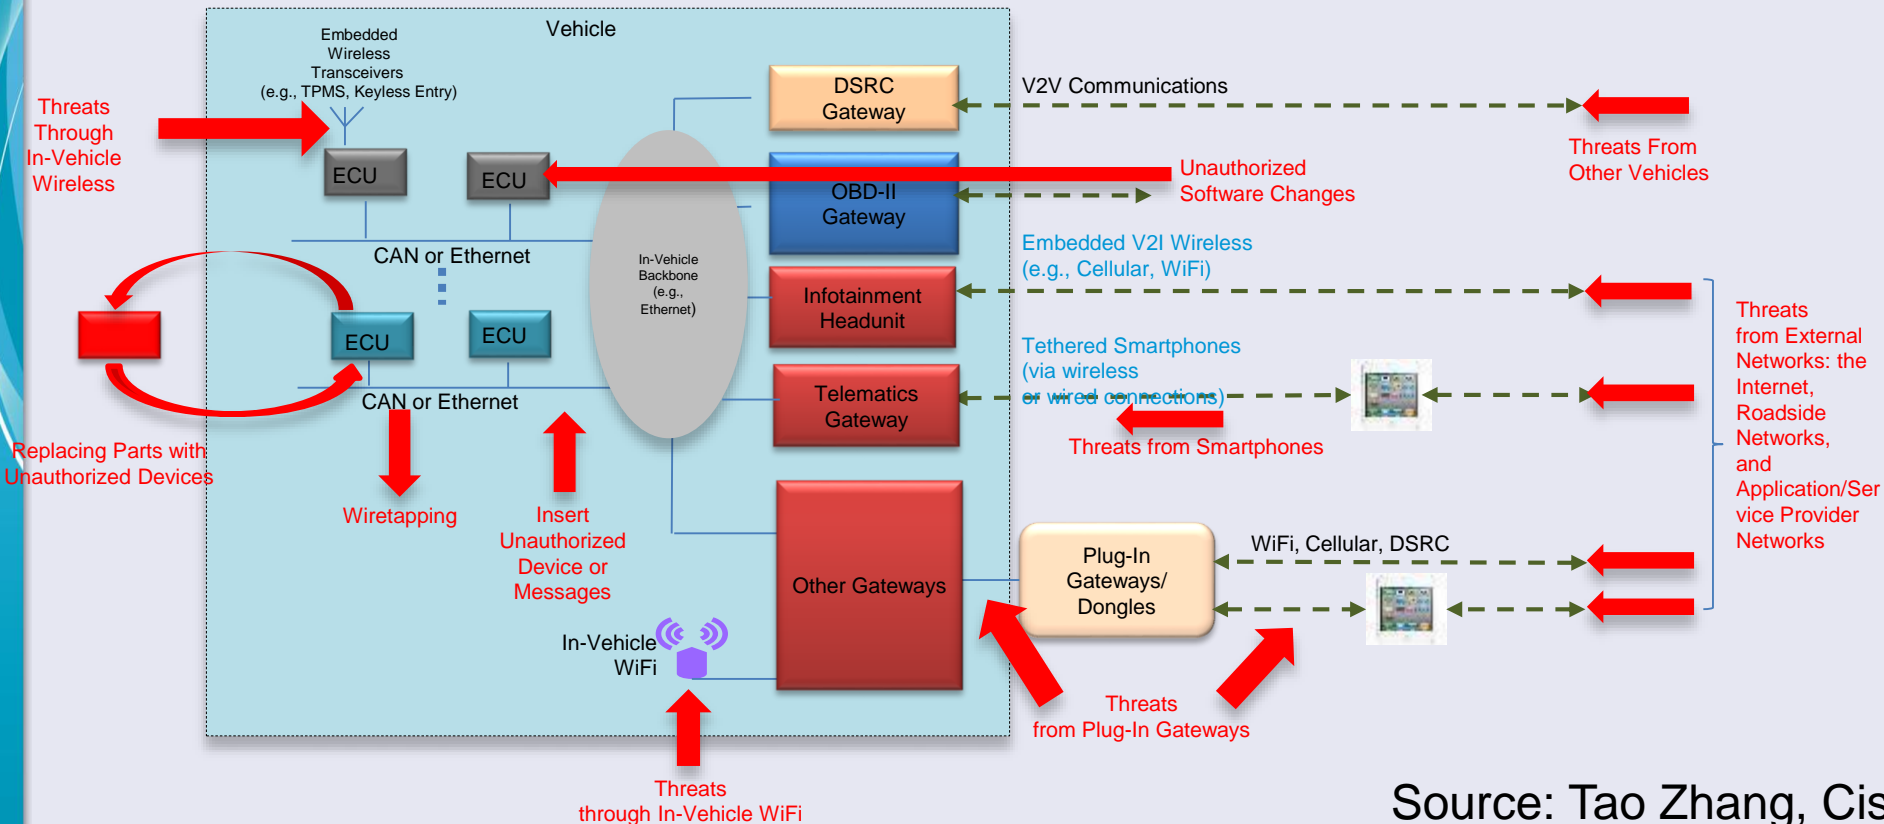 Vehicle
Embedded
Wireless
Transceivers
(e.g., TPMS, Keyless Entry)
Threats
Through
In-Vehicle
Wireless
ECU
ECU
CAN or Ethernet
ECU
ECU
CAN or Ethernet
Replacing Parts with
Unauthorized Devices
Wiretapping
Insert
Unauthorized
Device or
Messages
In-Vehicle
WiFi
Threats
through In-Vehicle WiFi
In-Vehicle
Backbone
(e.g.,
Ethernet)
DSRC
Gateway
OBD-II
Gateway
Infotainment
Headunit
Telematics
Gateway
Other Gateways
V2V Communications
Threats From
Other Vehicles
Unauthorized
Software Changes
Embedded V2I Wireless
(e.g., Cellular, WiFi)
Tethered Smartphones
(via wireless
or wired connections)
Threats from Smartphones
Plug-In
Gateways/
Dongles
WiFi, Cellular, DSRC
Threats
from Plug-In Gateways
Threats
from External
Networks: the
Internet,
Roadside
Networks,
and
Application/Ser
vice Provider
Networks
Source: Tao Zhang, Cis